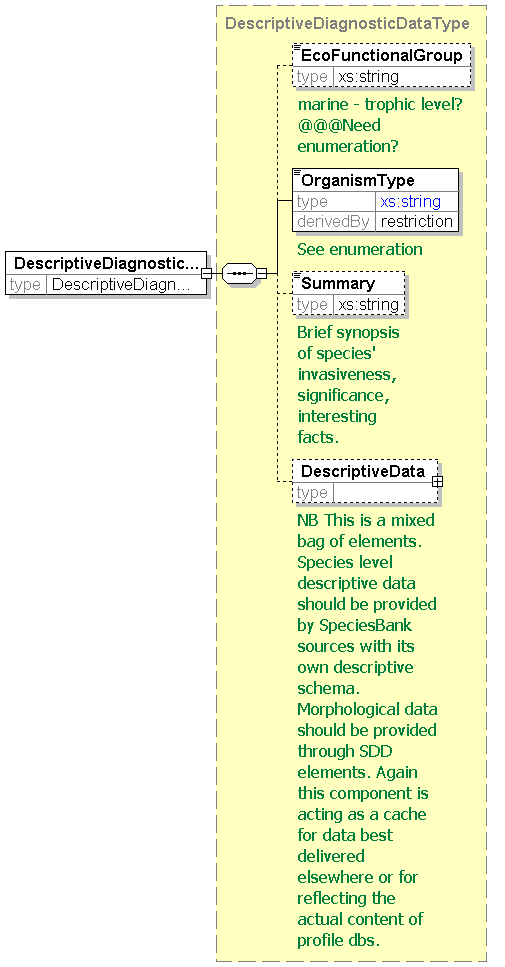 DescriptiveDiagnosticDataType
EcoFunctionalGroup
type xs:string
marine - trophic level?
@@@Need
enumeration?
OrganismType
type xs:string
derivedBy restriction
See enumeration
DescriptiveDiagnostic...
type DescriptiveDiagn...
Summary
type xs:string
Brief synopsis
of species'
invasiveness,
significance,
interesting
facts.
DescriptiveData
type
NB This is a mixed
bag of elements.
Species level
descriptive data
should be provided
by SpeciesBank
sources with its
own descriptive
schema.
Morphological data
should be provided
through SDD
elements. Again
this component is
acting as a cache
for data best
delivered
elsewhere or for
reflecting the
actual content of
profile dbs.